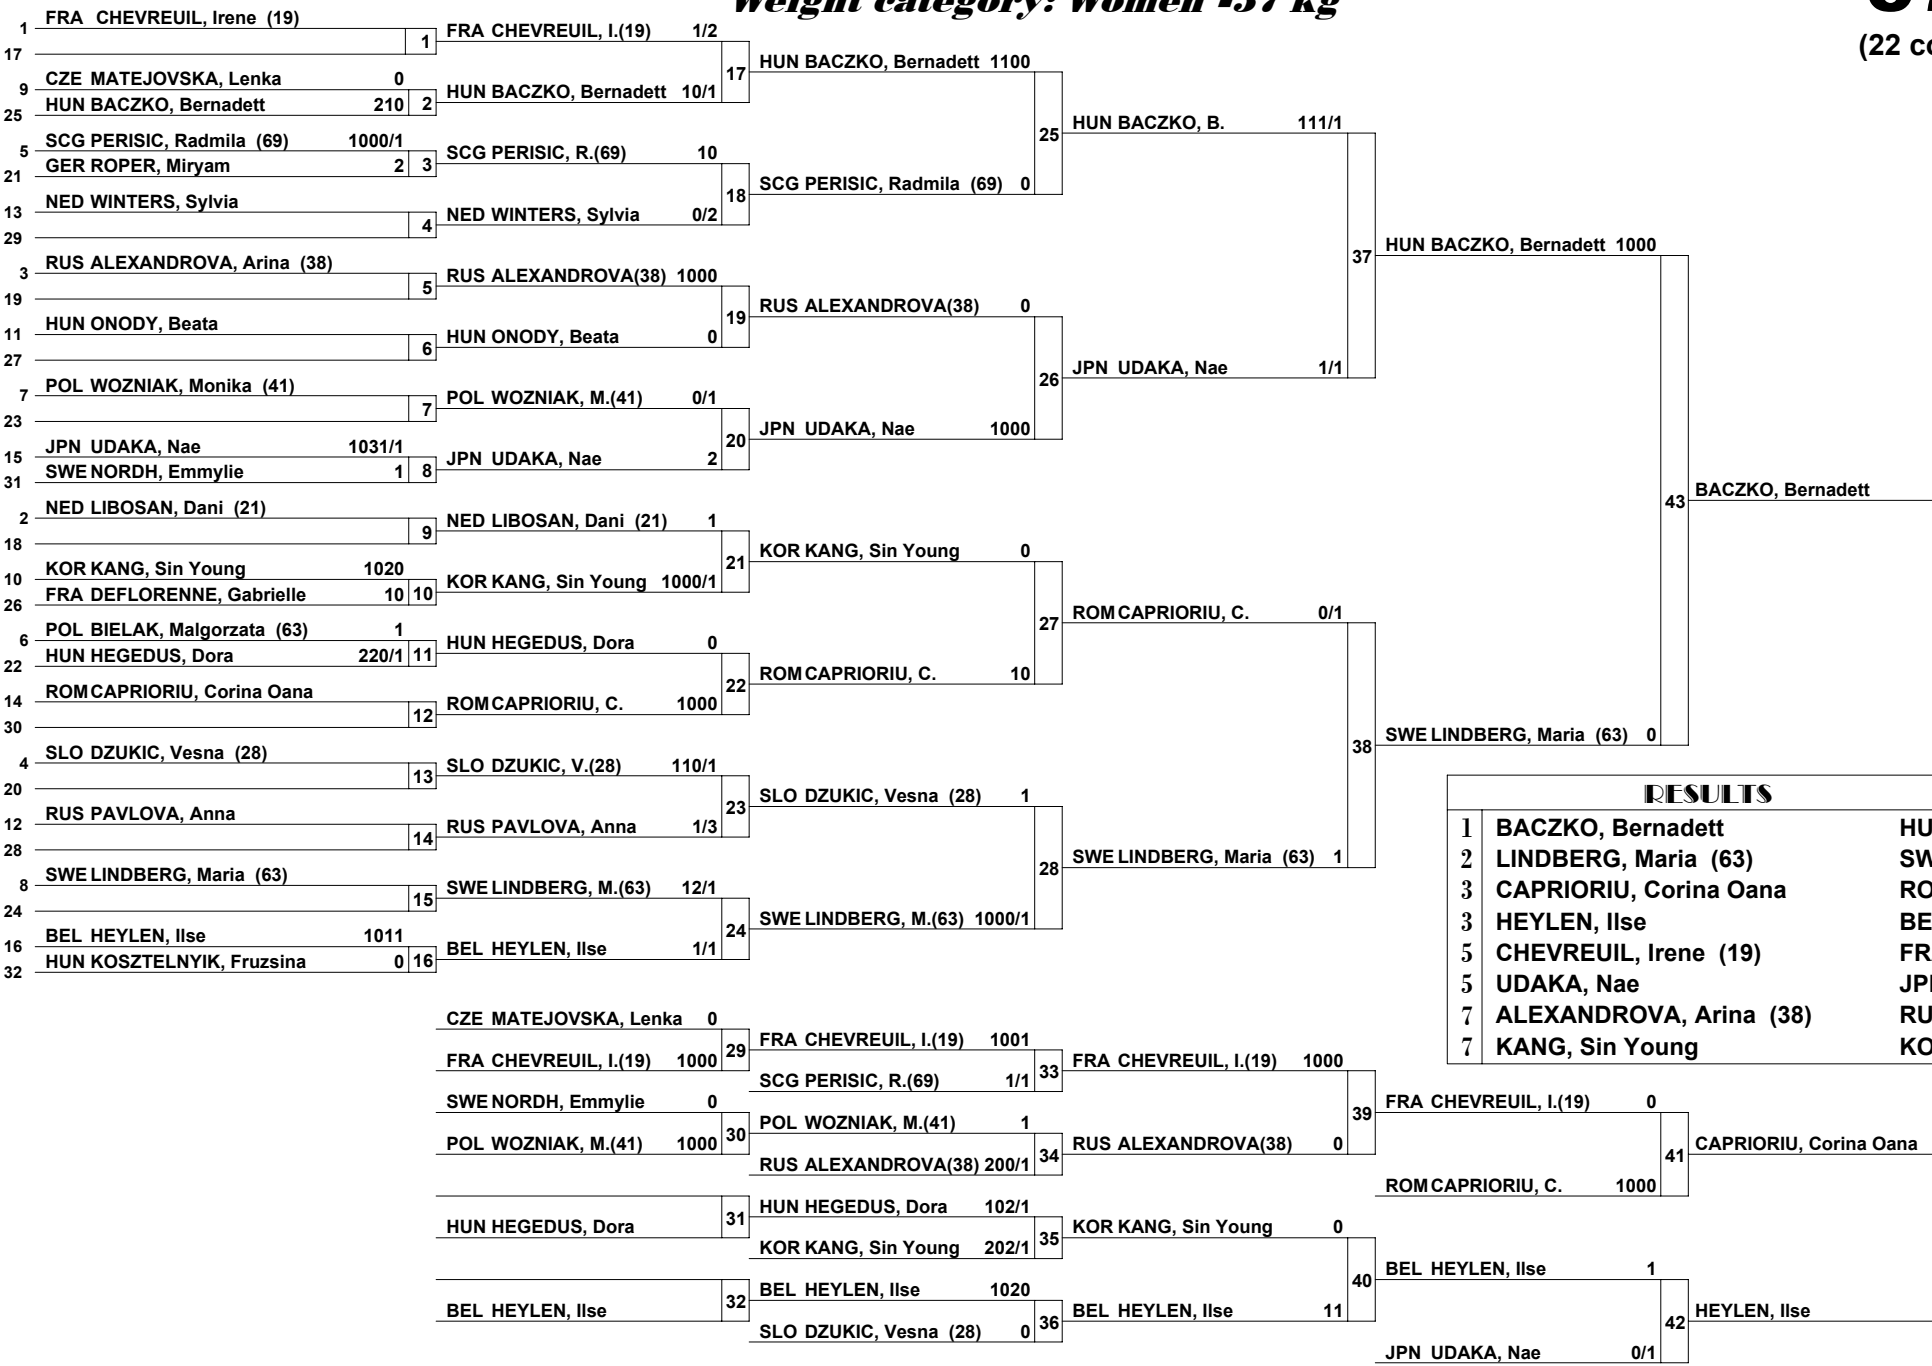 Weight category: Women -57 kg
(22 co
1 FRA CHEVREUIL, Irene (19)
17
1
9 CZE MATEJOVSKA, Lenka 0
25 HUN BACZKO, Bernadett 210
2
5 SCG PERISIC, Radmila (69) 1000/1
21 GER ROPER, Miryam 2
3
13 NED WINTERS, Sylvia
29
4
3 RUS ALEXANDROVA, Arina (38)
19
5
11 HUN ONODY, Beata
27
6
7 POL WOZNIAK, Monika (41)
23
7
15 JPN UDAKA, Nae 1031/1
31 SWE NORDH, Emmylie 1
8
2 NED LIBOSAN, Dani (21)
18
9
10 KOR KANG, Sin Young 1020
26 FRA DEFLORENNE, Gabrielle 10
10
6 POL BIELAK, Malgorzata (63) 1
22 HUN HEGEDUS, Dora 220/1
11
14 ROM CAPRIORIU, Corina Oana
30
12
4 SLO DZUKIC, Vesna (28)
20
13
12 RUS PAVLOVA, Anna
28
14
8 SWE LINDBERG, Maria (63)
24
15
16 BEL HEYLEN, Ilse 1011
32 HUN KOSZTELNYIK, Fruzsina 0
16
FRA CHEVREUIL, I.(19) 1/2
HUN BACZKO, Bernadett 10/1
17
SCG PERISIC, R.(69) 10
NED WINTERS, Sylvia 0/2
18
RUS ALEXANDROVA(38) 1000
HUN ONODY, Beata 0
19
POL WOZNIAK, M.(41) 0/1
JPN UDAKA, Nae 2
20
NED LIBOSAN, Dani (21) 1
KOR KANG, Sin Young 1000/1
21
HUN HEGEDUS, Dora 0
ROM CAPRIORIU, C. 1000
22
SLO DZUKIC, V.(28) 110/1
RUS PAVLOVA, Anna 1/3
23
SWE LINDBERG, M.(63) 12/1
BEL HEYLEN, Ilse 1/1
24
HUN BACZKO, Bernadett 1100
SCG PERISIC, Radmila (69) 0
25
RUS ALEXANDROVA(38) 0
JPN UDAKA, Nae 1000
26
KOR KANG, Sin Young 0
ROM CAPRIORIU, C. 10
27
SLO DZUKIC, Vesna (28) 1
SWE LINDBERG, M.(63) 1000/1
28
HUN BACZKO, B. 111/1
JPN UDAKA, Nae 1/1
37
ROM CAPRIORIU, C. 0/1
SWE LINDBERG, Maria (63) 1
38
HUN BACZKO, Bernadett 1000
SWE LINDBERG, Maria (63) 0
43
BACZKO, Bernadett
RESULTS
1 BACZKO, Bernadett HU
2 LINDBERG, Maria (63) SW
3 CAPRIORIU, Corina Oana RO
3 HEYLEN, Ilse BE
5 CHEVREUIL, Irene (19) FR
5 UDAKA, Nae JP
7 ALEXANDROVA, Arina (38) RU
7 KANG, Sin Young KO
CZE MATEJOVSKA, Lenka 0
FRA CHEVREUIL, I.(19) 1000
29
SWE NORDH, Emmylie 0
POL WOZNIAK, M.(41) 1000
30
HUN HEGEDUS, Dora
31
BEL HEYLEN, Ilse
32
FRA CHEVREUIL, I.(19) 1001
SCG PERISIC, R.(69) 1/1
33
POL WOZNIAK, M.(41) 1
RUS ALEXANDROVA(38) 200/1
34
HUN HEGEDUS, Dora 102/1
KOR KANG, Sin Young 202/1
35
BEL HEYLEN, Ilse 1020
SLO DZUKIC, Vesna (28) 0
36
FRA CHEVREUIL, I.(19) 1000
RUS ALEXANDROVA(38) 0
39
KOR KANG, Sin Young 0
BEL HEYLEN, Ilse 11
40
FRA CHEVREUIL, I.(19) 0
ROM CAPRIORIU, C. 1000
41
CAPRIORIU, Corina Oana
BEL HEYLEN, Ilse 1
JPN UDAKA, Nae 0/1
42
HEYLEN, Ilse